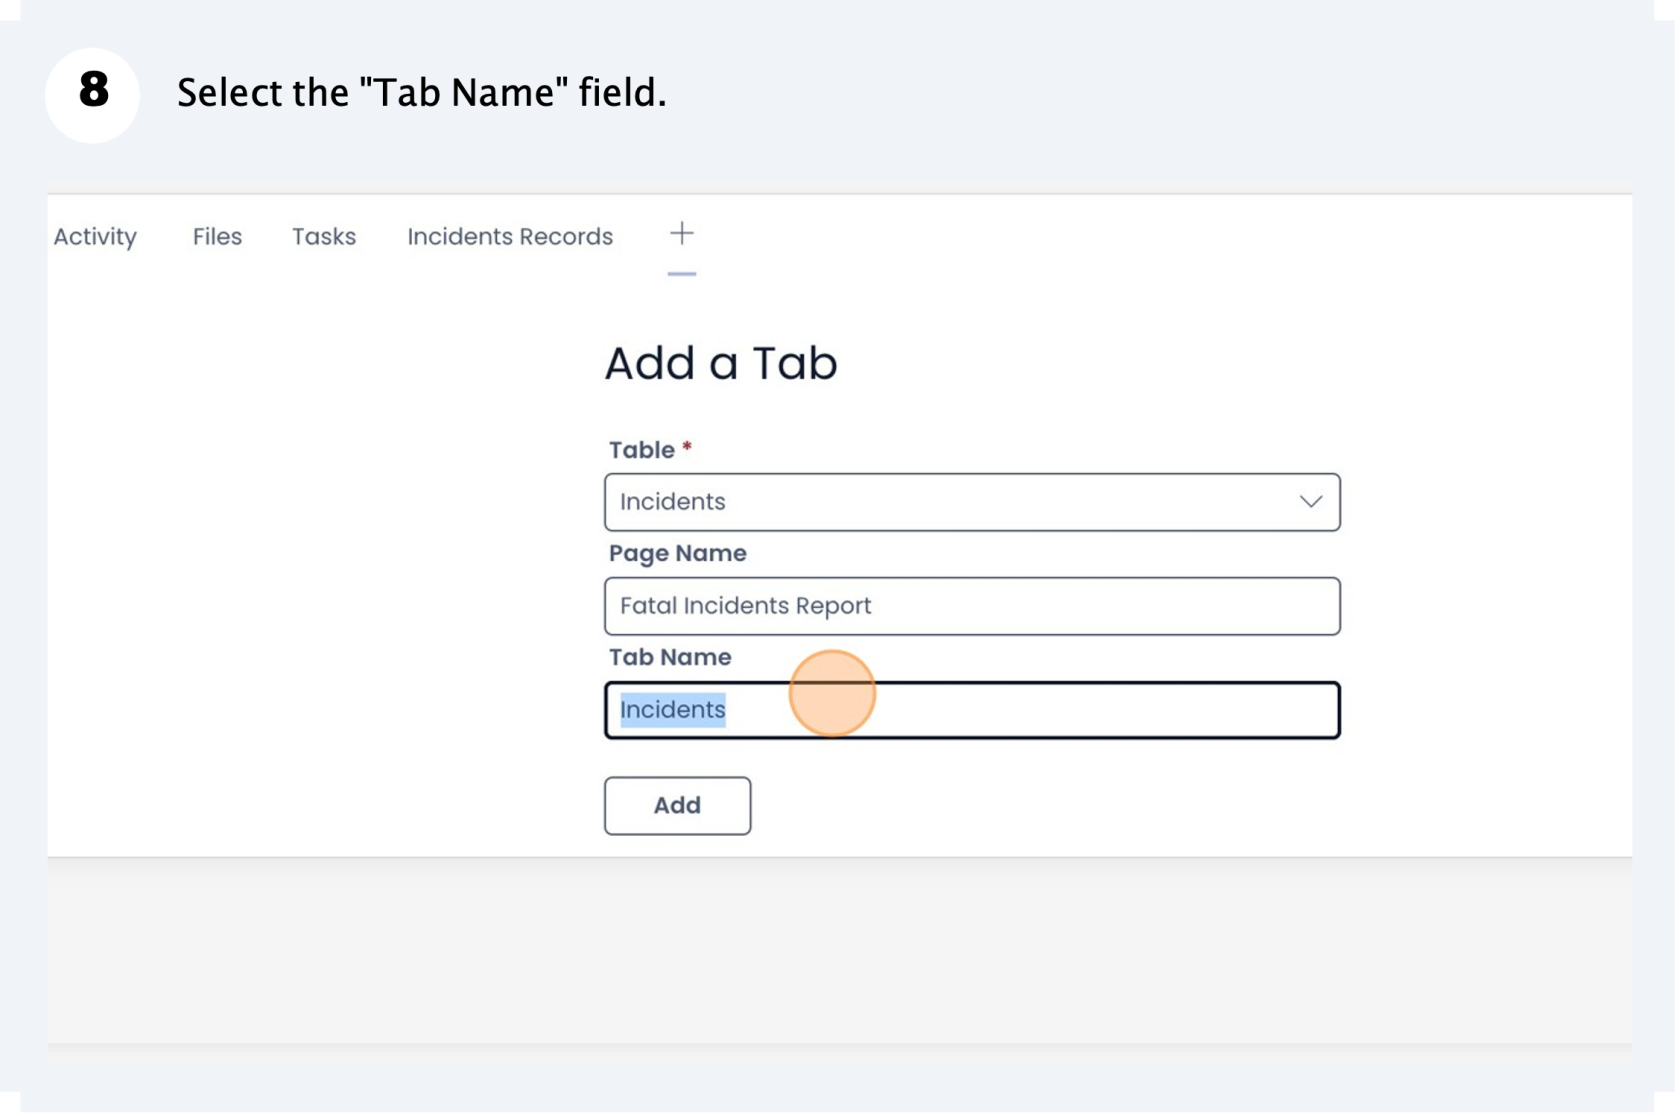 8 Select the "Tab Name" field.
Activity Files Tasks Incidents Records +
Add a Tab
Table *
Incidents
Page Name
Fatal Incidents Report
Tab Name
Incidents
Add